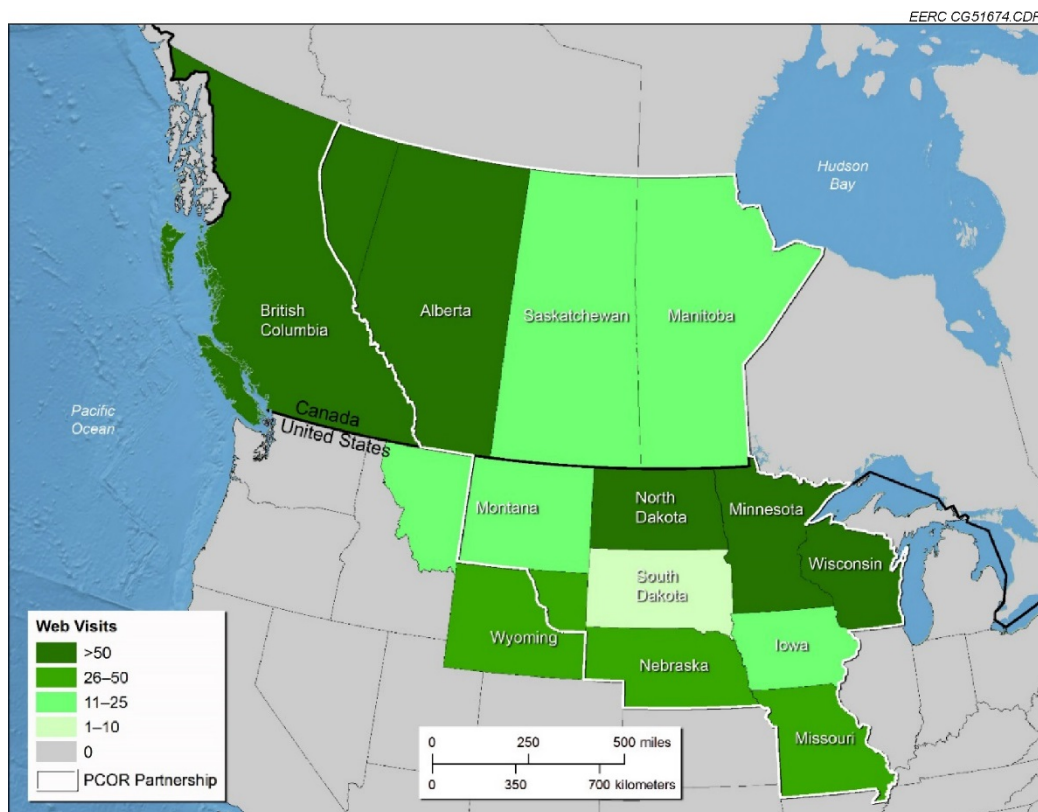 EERC CG51674.CDR
Hudson
Bay
British
Columbia
Alberta
Saskatchewan
Manitoba
Pacific
Ocean
Canada
United States
Montana
North
Dakota
Minnesota
Wisconsin
South
Dakota
Wyoming
Nebraska
Iowa
Missouri
Web Visits
>50
26–50
11–25
1–10
0
PCOR Partnership
0 250 500 miles
0 350 700 kilometers